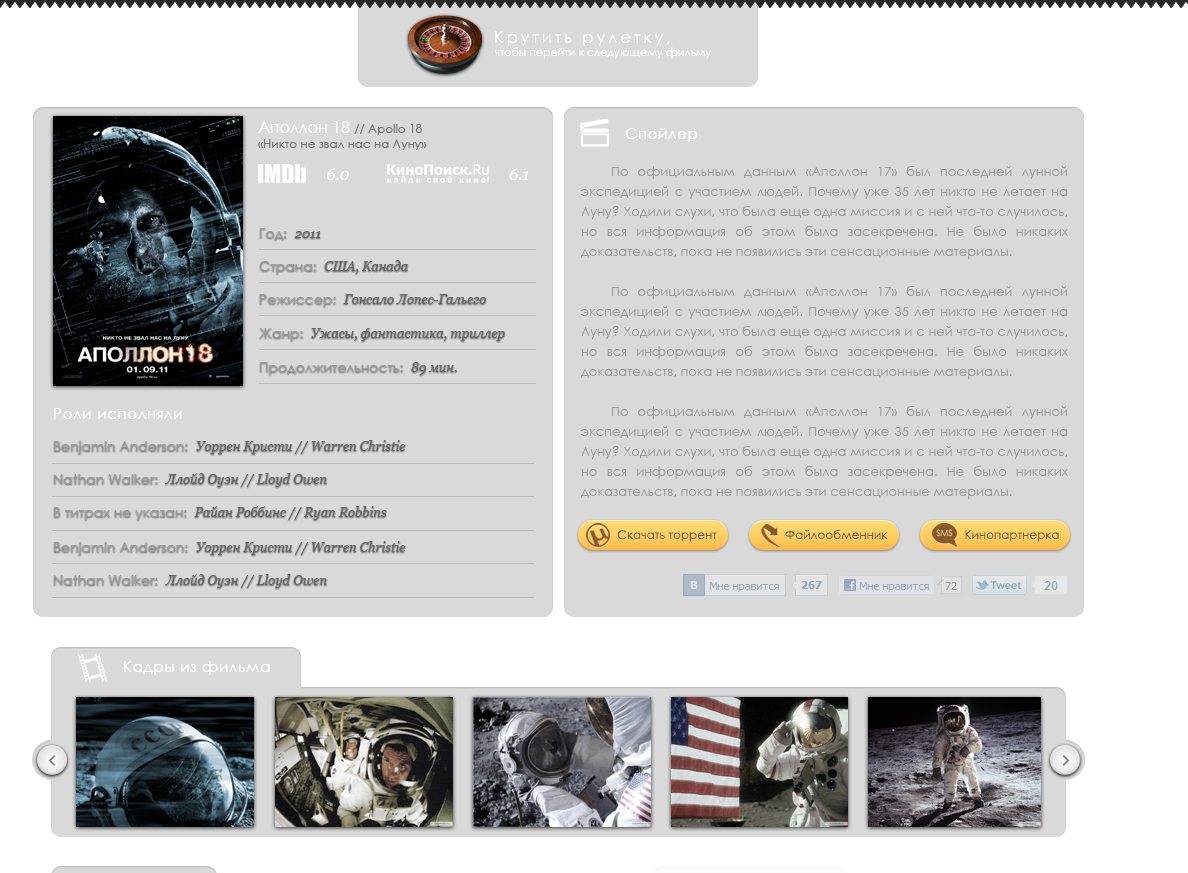 Крутить рулетку,
чтобы перейти к следующему фильму
Аполлон 18 // Apollo 18
«Никто не звал нас на Луну»
IMDb 6.0 КиноПоиск.Ru 6.1
найди своё кино!
Год: 2011
Страна: США, Канада
Режиссер: Гонсало Лопес-Гальего
Жанр: Ужасы, фантастика, триллер
Продолжительность: 89 мин.
НИКТО НЕ ЗВАЛ НАС НА ЛУНУ
АПОЛЛОН 18
01.09.11
Роли исполняли
Benjamin Anderson: Уоррен Кристи // Warren Christie
Nathan Walker: Ллойд Оуэн // Lloyd Owen
В титрах не указан: Райан Роббинс // Ryan Robbins
Benjamin Anderson: Уоррен Кристи // Warren Christie
Nathan Walker: Ллойд Оуэн // Lloyd Owen
Спойлер
По официальным данным «Аполлон 17» был последней лунной
экспедицией с участием людей. Почему уже 35 лет никто не летает на
Луну? Ходили слухи, что была еще одна миссия и с ней что-то случилось,
но вся информация об этом была засекречена. Не было никаких
доказательств, пока не появились эти сенсационные материалы.
По официальным данным «Аполлон 17» был последней лунной
экспедицией с участием людей. Почему уже 35 лет никто не летает на
Луну? Ходили слухи, что была еще одна миссия и с ней что-то случилось,
но вся информация об этом была засекречена. Не было никаких
доказательств, пока не появились эти сенсационные материалы.
По официальным данным «Аполлон 17» был последней лунной
экспедицией с участием людей. Почему уже 35 лет никто не летает на
Луну? Ходили слухи, что была еще одна миссия и с ней что-то случилось,
но вся информация об этом была засекречена. Не было никаких
доказательств, пока не появились эти сенсационные материалы.
Скачать торрент Файлообменник SMS Кинопартнерка
B Мне нравится 267 f Мне нравится 72 Tweet 20
Кадры из фильма
СССР